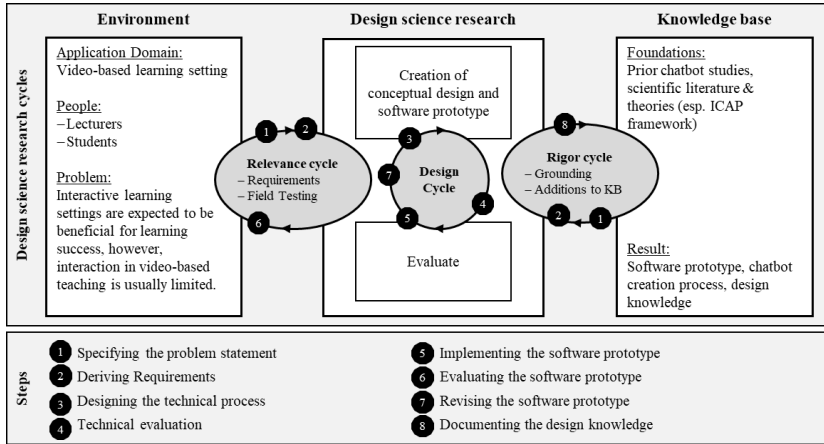 Environment
Design science research
Knowledge base
Design science research cycles
Application Domain:
Video-based learning setting
People:
–Lecturers
–Students
Problem:
Interactive learning
settings are expected to be
beneficial for learning
success, however,
interaction in video-based
teaching is usually limited.
1
2
Relevance cycle
– Requirements
– Field Testing
6
Creation of
conceptual design and
software prototype
3
7
Design
Cycle
5
4
Evaluate
8
Rigor cycle
– Grounding
– Additions to KB
2
1
Foundations:
Prior chatbot studies,
scientific literature &
theories (esp. ICAP
framework)
Result:
Software prototype, chatbot
creation process, design
knowledge
Steps
1 Specifying the problem statement
2 Deriving Requirements
3 Designing the technical process
4 Technical evaluation
5 Implementing the software prototype
6 Evaluating the software prototype
7 Revising the software prototype
8 Documenting the design knowledge